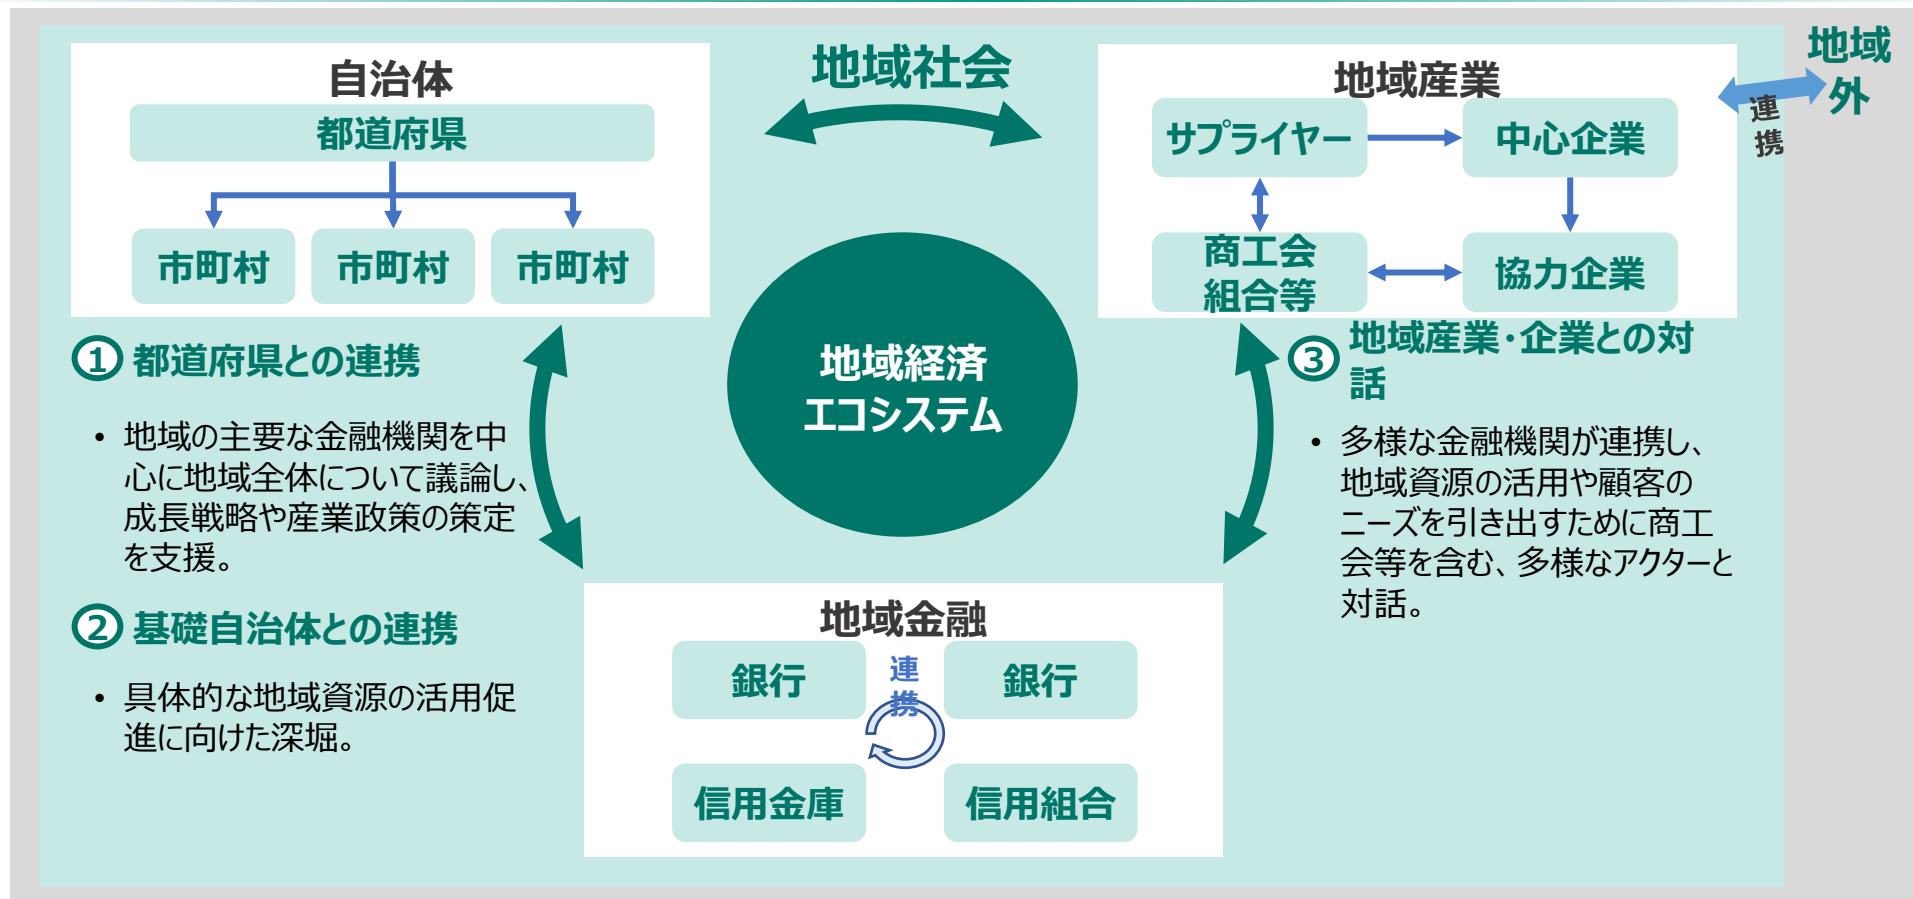 地域社会
地域
外
連
携
自治体
都道府県
市町村
市町村
市町村
地域産業
サプライヤー
中心企業
商工会
組合等
協力企業
地域経済
エコシステム
① 都道府県との連携
• 地域の主要な金融機関を中
心に地域全体について議論し、
成長戦略や産業政策の策定
を支援。
② 基礎自治体との連携
• 具体的な地域資源の活用促
進に向けた深堀。
③ 地域産業・企業との対
話
• 多様な金融機関が連携し、
地域資源の活用や顧客の
ニーズを引き出すために商工
会等を含む、多様なアクターと
対話。
地域金融
銀行
連
携
銀行
信用金庫
信用組合